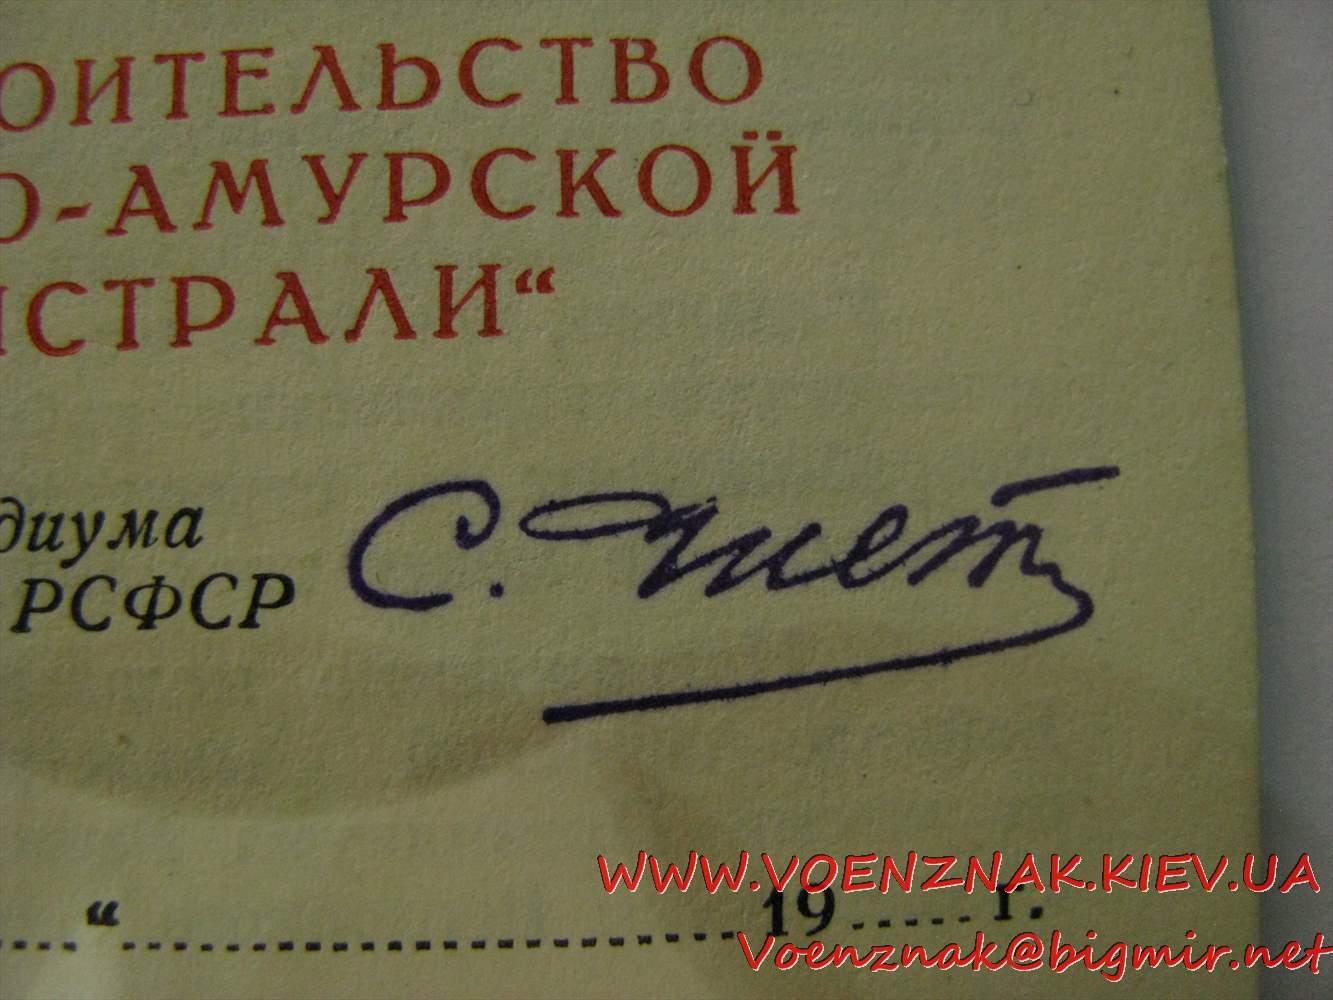 ОИТЕЛЬСТВО
О-АМУРСКОЙ
ИСТРАЛИ“
диума
РСФСР
С.
WWW.VOENZNAK.KIEV.UA
“ 19 г.
Voenznak@bigmir.net